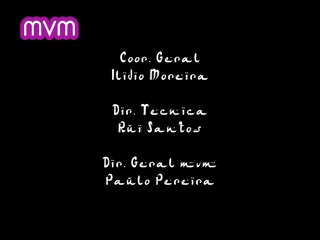 mvm
Coor. Geral
Ilidio Moreira
Dir. Tecnica
Rui Santos
Dir. Geral mvm
Paulo Pereira